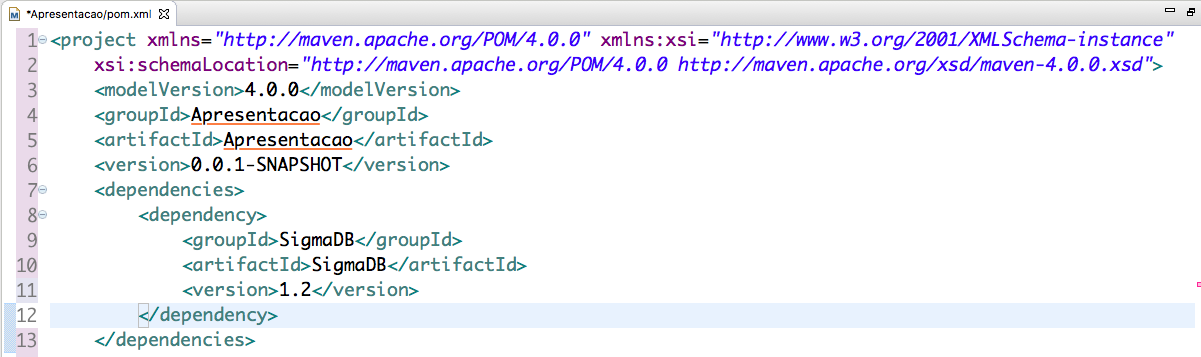 *Apresentacao/pom.xml
1 <project xmlns="http://maven.apache.org/POM/4.0.0" xmlns:xsi="http://www.w3.org/2001/XMLSchema-instance"
2 xsi:schemaLocation="http://maven.apache.org/POM/4.0.0 http://maven.apache.org/xsd/maven-4.0.0.xsd">
3 <modelVersion>4.0.0</modelVersion>
4 <groupId>Apresentacao</groupId>
5 <artifactId>Apresentacao</artifactId>
6 <version>0.0.1-SNAPSHOT</version>
7 <dependencies>
8 <dependency>
9 <groupId>SigmaDB</groupId>
10 <artifactId>SigmaDB</artifactId>
11 <version>1.2</version>
12 </dependency>
13 </dependencies>